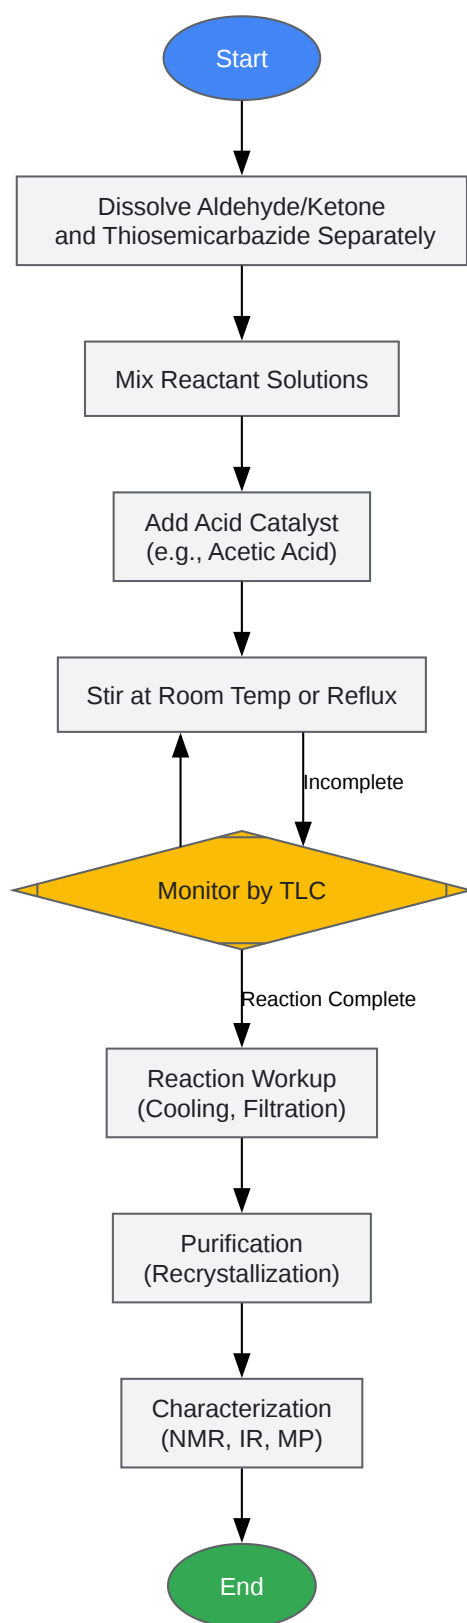 Start
Dissolve Aldehyde/Ketone
and Thiosemicarbazide Separately
Mix Reactant Solutions
Add Acid Catalyst
(e.g., Acetic Acid)
Stir at Room Temp or Reflux
Incomplete
Monitor by TLC
Reaction Complete
Reaction Workup
(Cooling, Filtration)
Purification
(Recrystallization)
Characterization
(NMR, IR, MP)
End